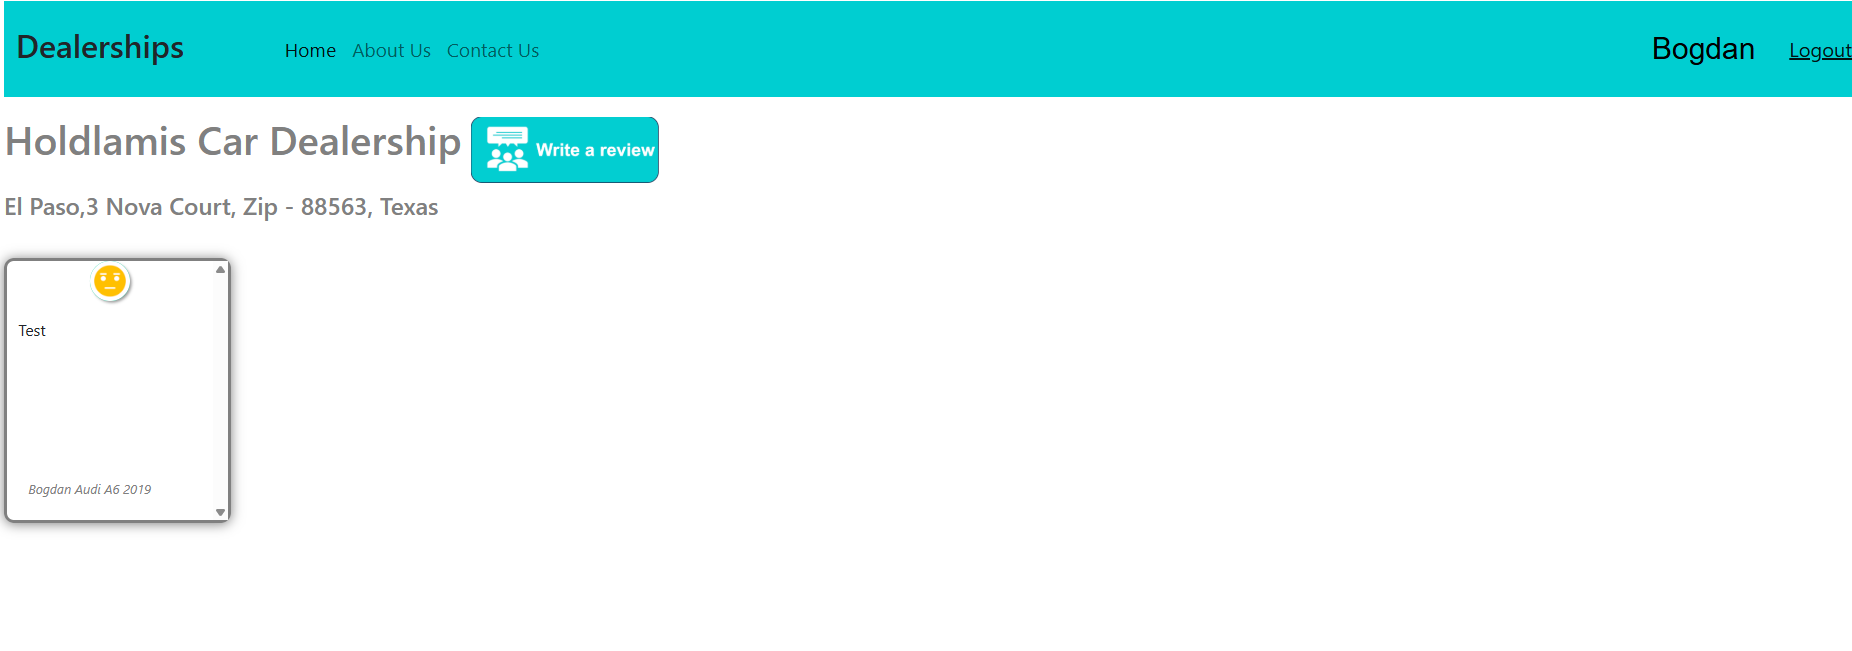 Dealerships Home About Us Contact Us Bogdan Logout
Holdlamis Car Dealership Write a review
El Paso,3 Nova Court, Zip - 88563, Texas
Test
Bogdan Audi A6 2019